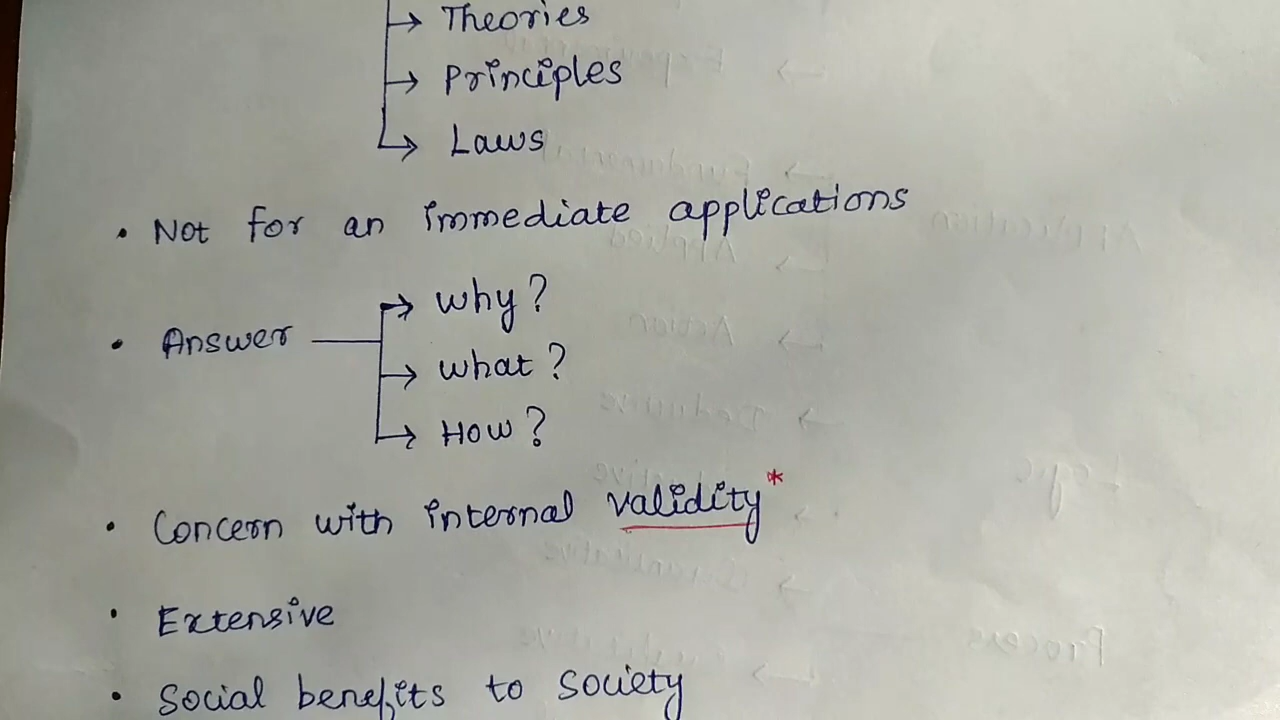 → Theories
→ Principles
→ Laws
• Not for an immediate applications
• Answer → why?
→ what?
→ How?
• Concern with internal validity*
• Extensive
• Social benefits to society